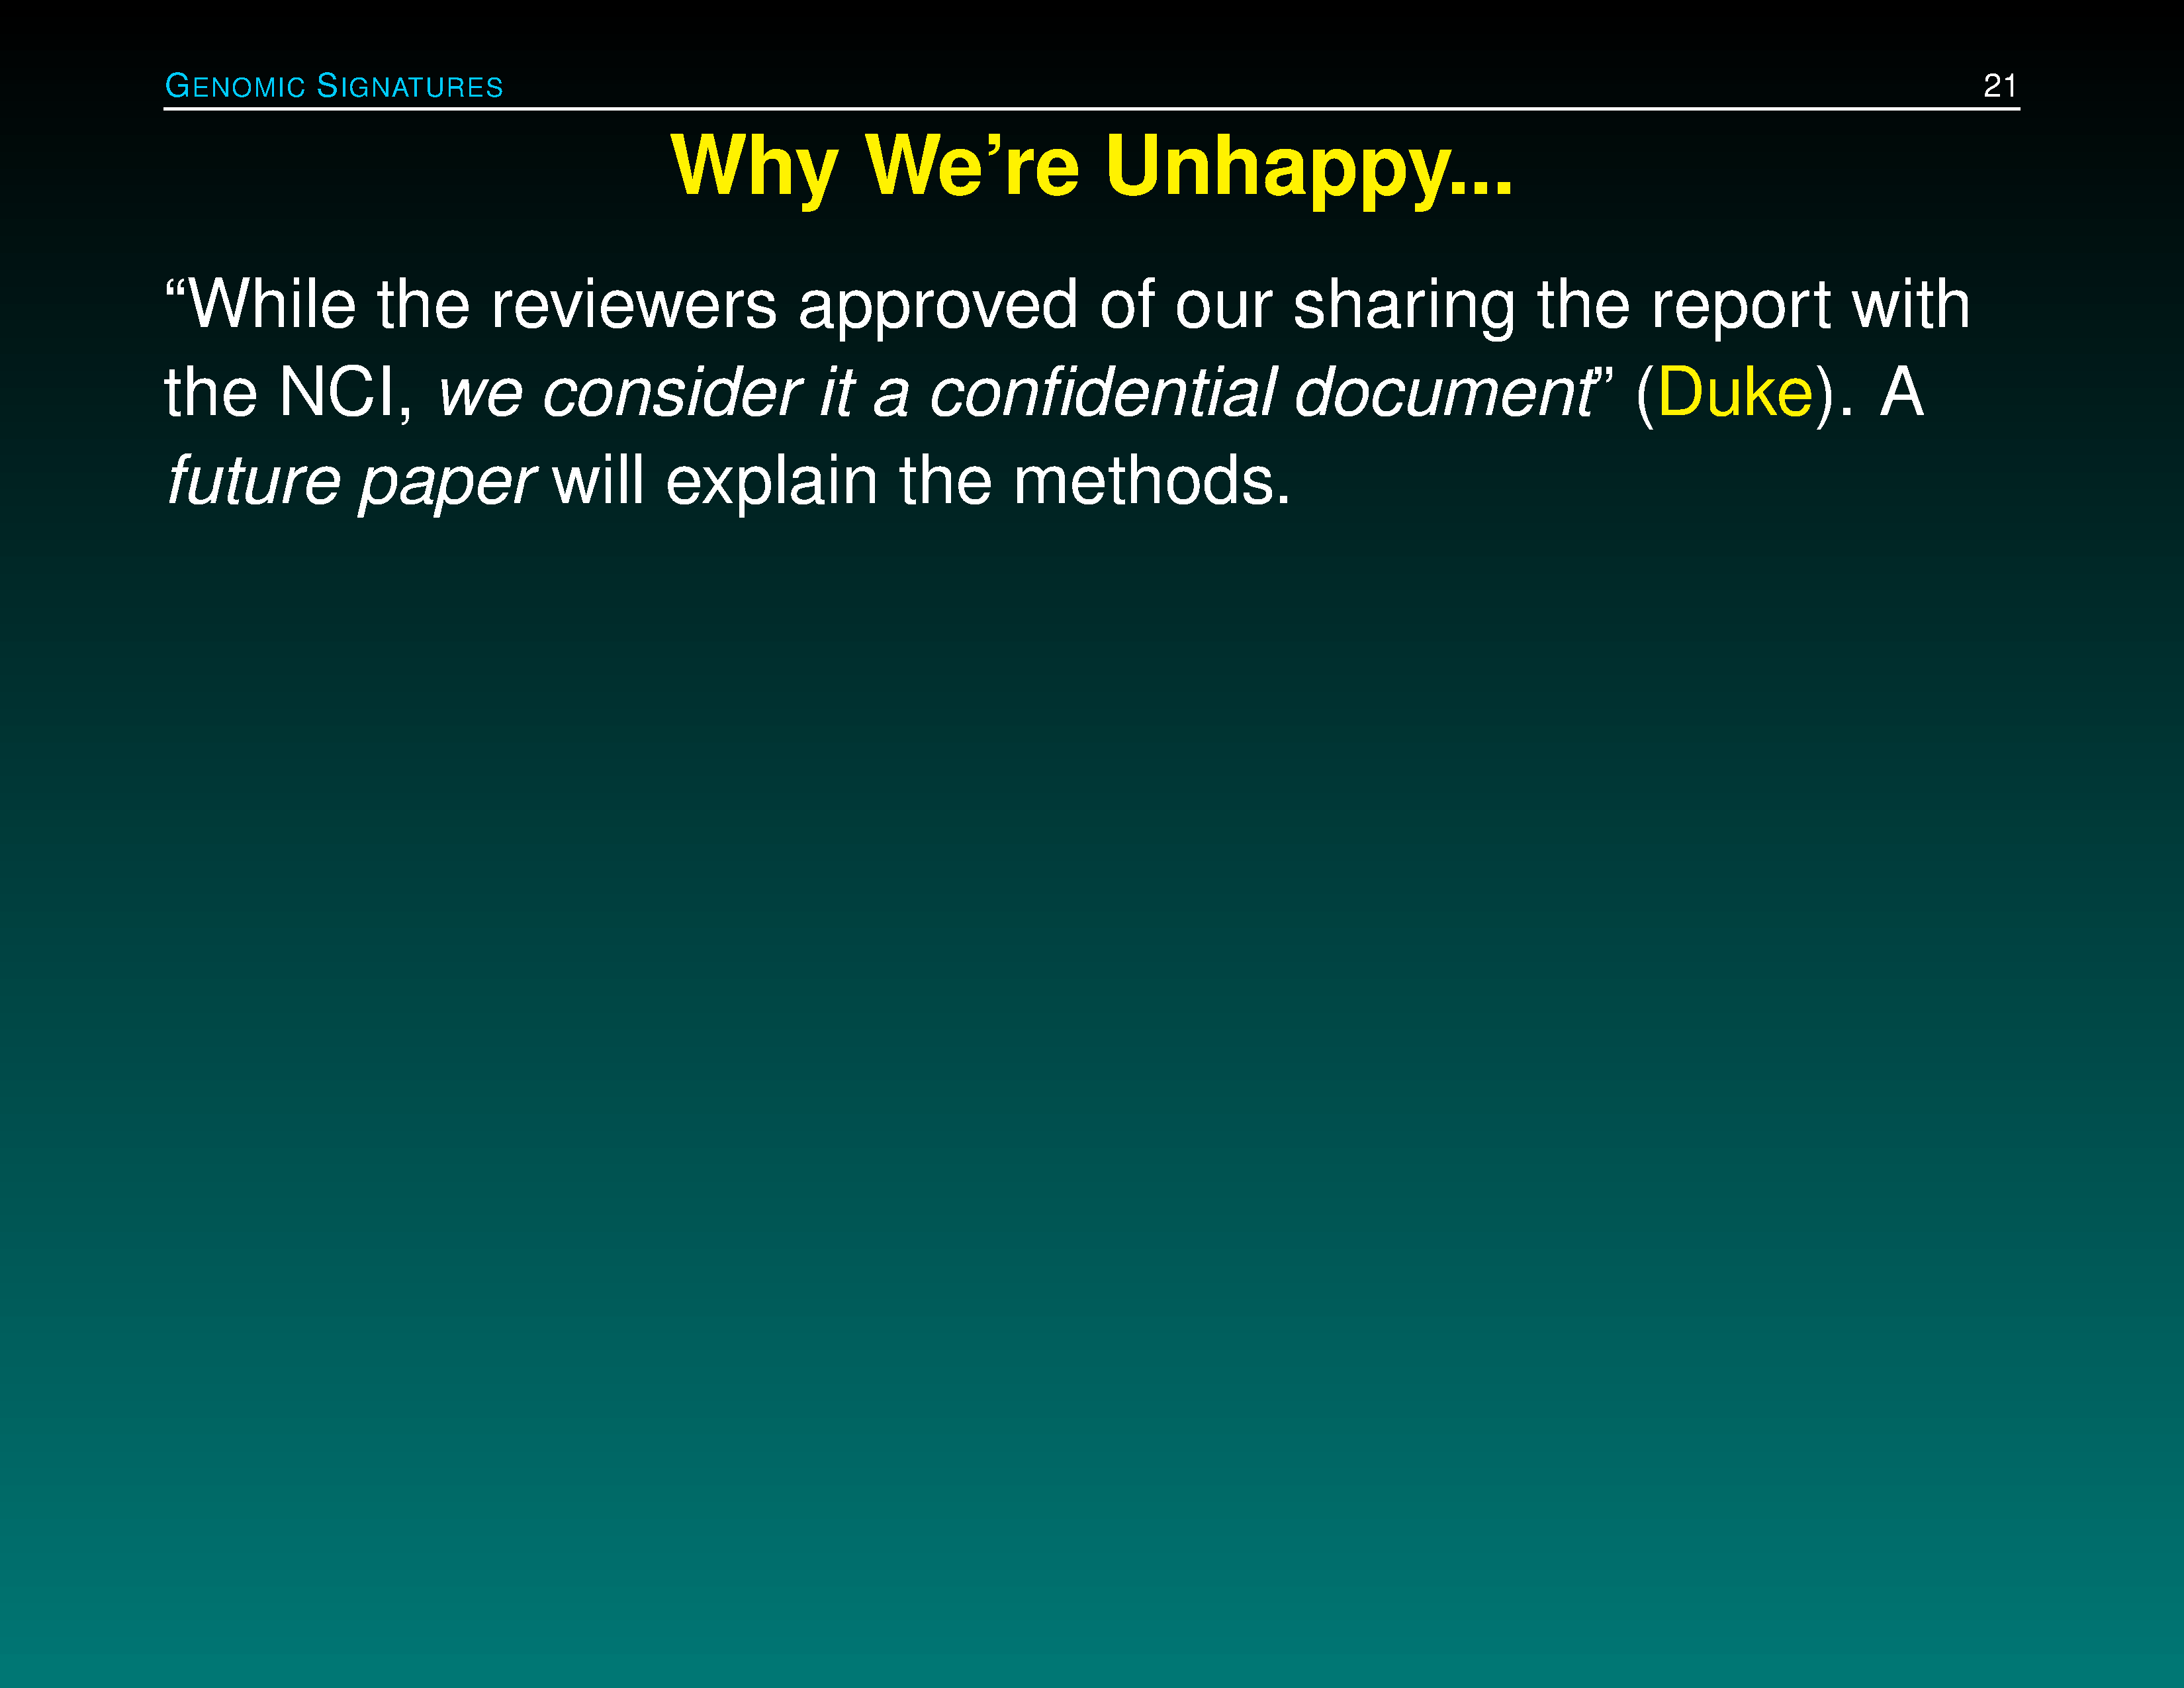 GENOMIC SIGNATURES 21
Why We’re Unhappy...
“While the reviewers approved of our sharing the report with
the NCI, we consider it a confidential document” (Duke). A
future paper will explain the methods.